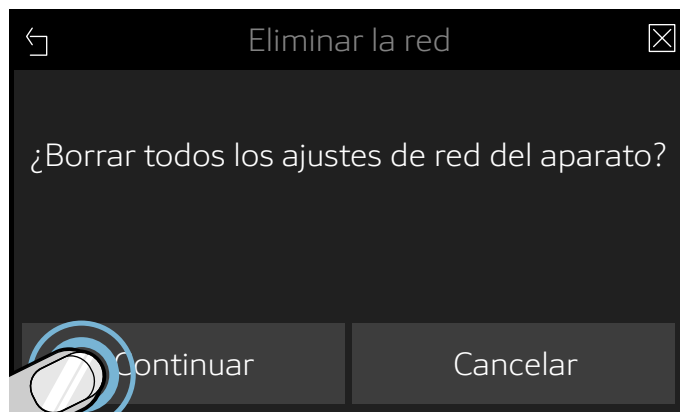 Eliminar la red
¿Borrar todos los ajustes de red del aparato?
Continuar
Cancelar